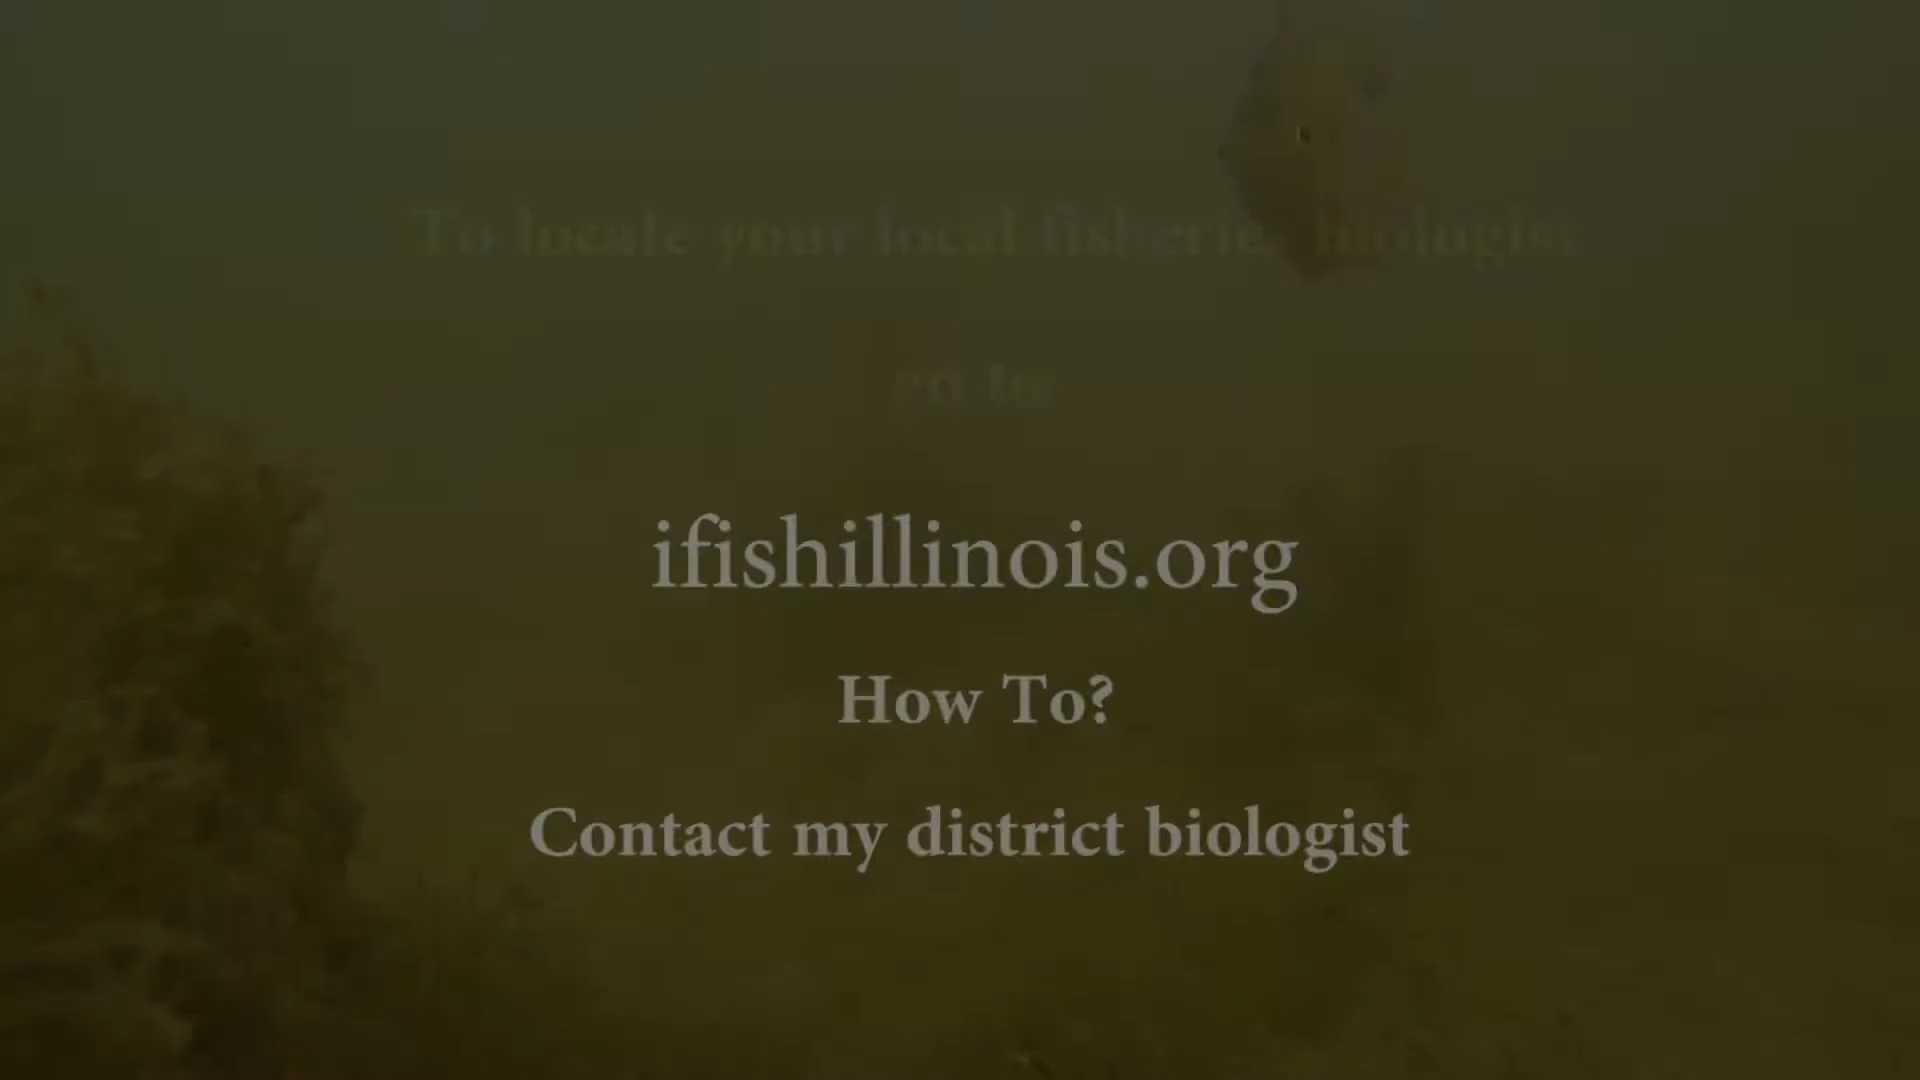 To locate your local fisheries biologist
go to
ifishillinois.org
How To?
Contact my district biologist